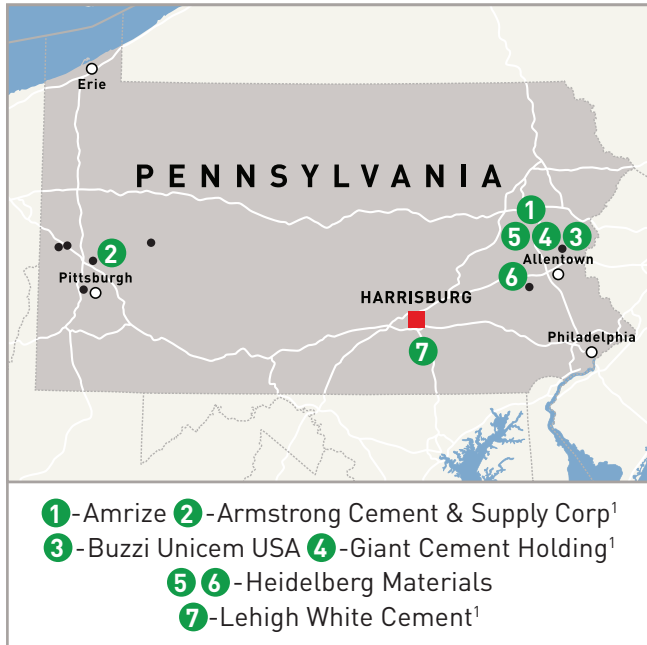 Erie
PENNSYLVANIA
1
5 4 3
2
Allentown
6
Pittsburgh
HARRISBURG
Philadelphia
7
1-Amrize 2-Armstrong Cement & Supply Corp¹
3-Buzzi Unicem USA 4-Giant Cement Holding¹
5 6-Heidelberg Materials
7-Lehigh White Cement¹